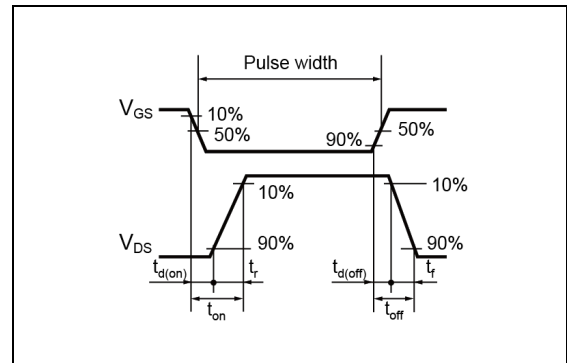 Pulse width
VGS
10%
50%
90%
50%
10%
10%
VDS
90%
90%
td(on)
tr
td(off)
tf
ton
toff